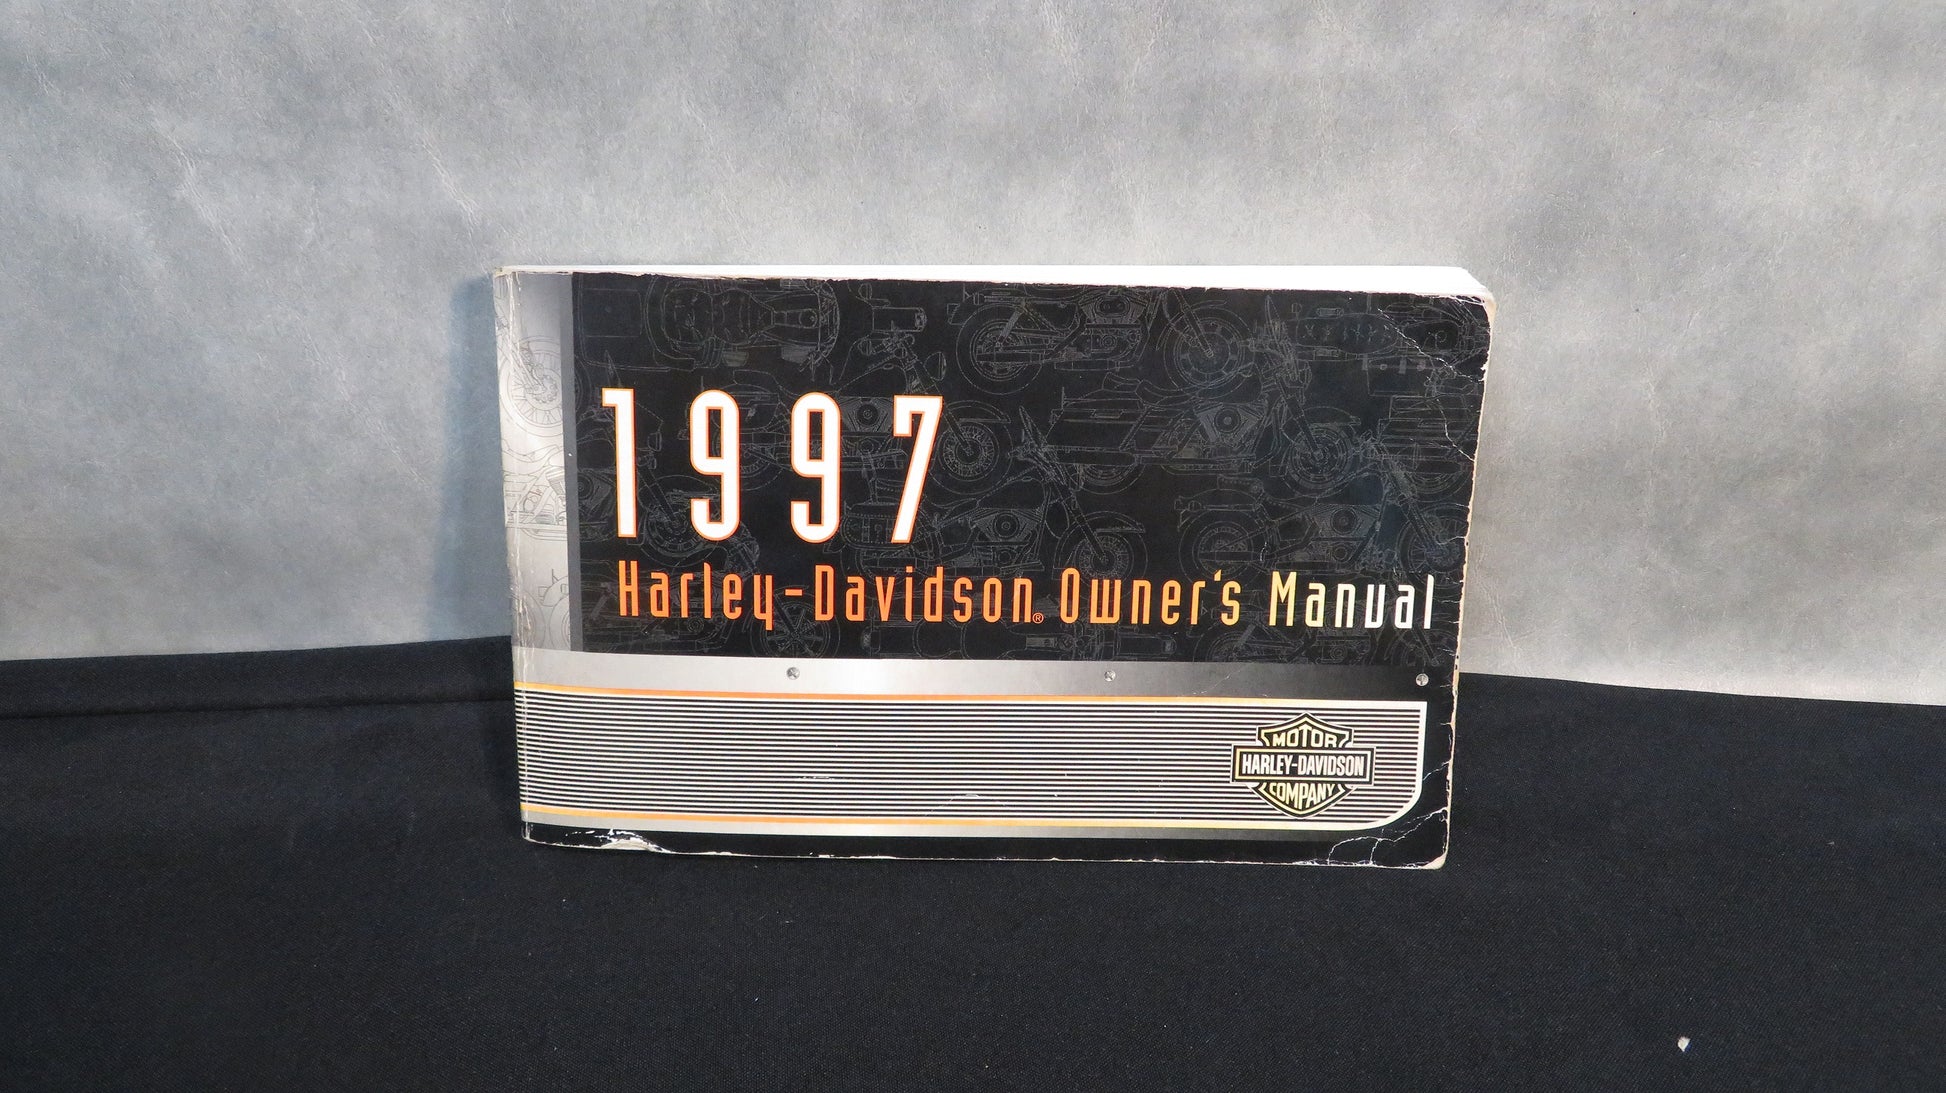 1997
Harley-Davidson® Owner's Manual
MOTOR
HARLEY-DAVIDSON
COMPANY